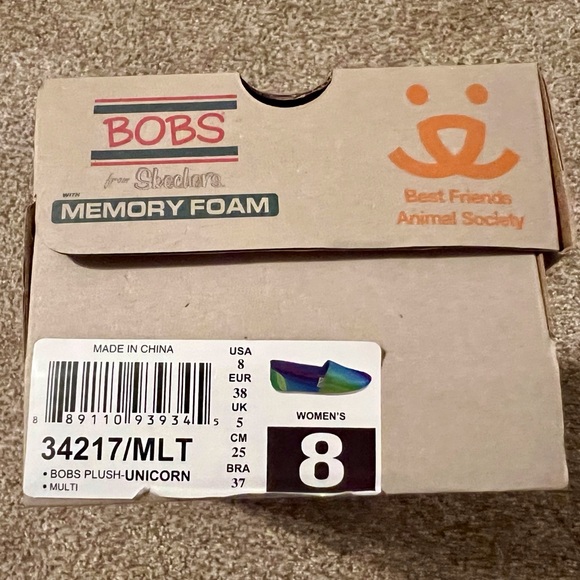 BOBS
from Skechers
WITH
MEMORY FOAM
Best Friends
Animal Society
MADE IN CHINA
8 89110 93934 5
34217/MLT
• BOBS PLUSH-UNICORN
• MULTI
USA
8
EUR
38
UK
5
CM
25
BRA
37
WOMEN'S
8